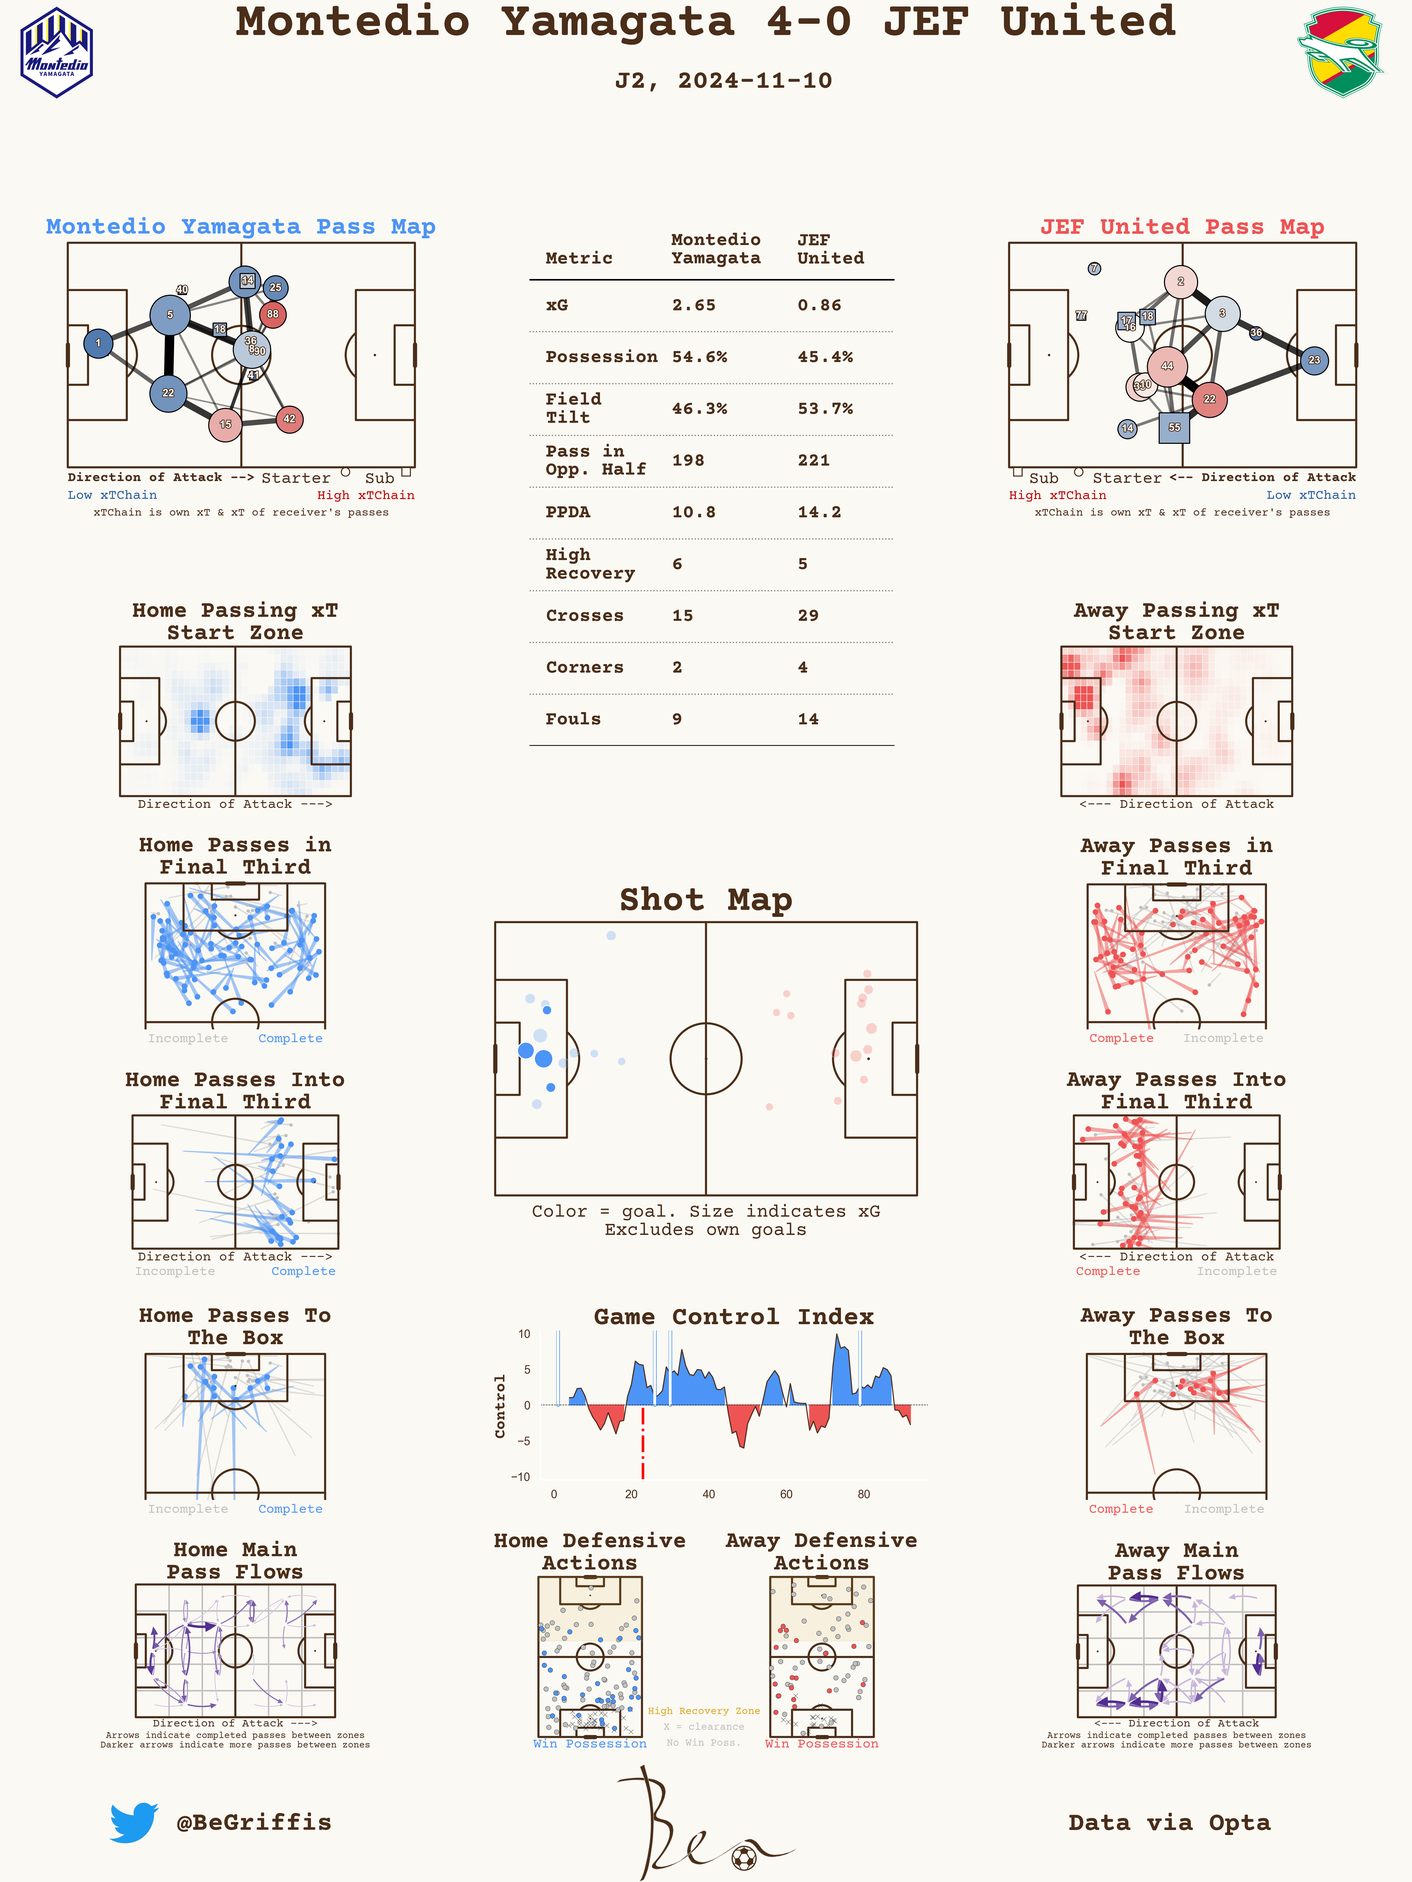 Montedio Yamagata 4-0 JEF United
J2, 2024-11-10
Montedio
YAMAGATA
Montedio Yamagata Pass Map
40
14
25
5
88
18
36
90
1
41
22
15
42
Direction of Attack --> Starter Sub
Low xTChain High xTChain
xTChain is own xT & xT of receiver's passes
Metric Montedio Yamagata JEF United
xG 2.65 0.86
Possession 54.6% 45.4%
Field Tilt 46.3% 53.7%
Pass in Opp. Half 198 221
PPDA 10.8 14.2
High Recovery 6 5
Crosses 15 29
Corners 2 4
Fouls 9 14
JEF United Pass Map
7
2
77
17
18
16
3
36
23
44
10
22
14
55
Sub Starter <-- Direction of Attack
High xTChain Low xTChain
xTChain is own xT & xT of receiver's passes
Home Passing xT
Start Zone
Direction of Attack --->
Away Passing xT
Start Zone
<--- Direction of Attack
Home Passes in
Final Third
Incomplete Complete
Away Passes in
Final Third
Complete Incomplete
Shot Map
Color = goal. Size indicates xG
Excludes own goals
Home Passes Into
Final Third
Direction of Attack --->
Incomplete Complete
Away Passes Into
Final Third
<--- Direction of Attack
Complete Incomplete
Home Passes To
The Box
Incomplete Complete
Game Control Index
Control
10
5
0
−5
−10
0 20 40 60 80
Away Passes To
The Box
Complete Incomplete
Home Main
Pass Flows
Direction of Attack --->
Arrows indicate completed passes between zones
Darker arrows indicate more passes between zones
Home Defensive
Actions
Win Possession
Away Defensive
Actions
Win Possession
High Recovery Zone
X = clearance
No Win Poss.
Away Main
Pass Flows
<--- Direction of Attack
Arrows indicate completed passes between zones
Darker arrows indicate more passes between zones
@BeGriffis
Ben
Data via Opta